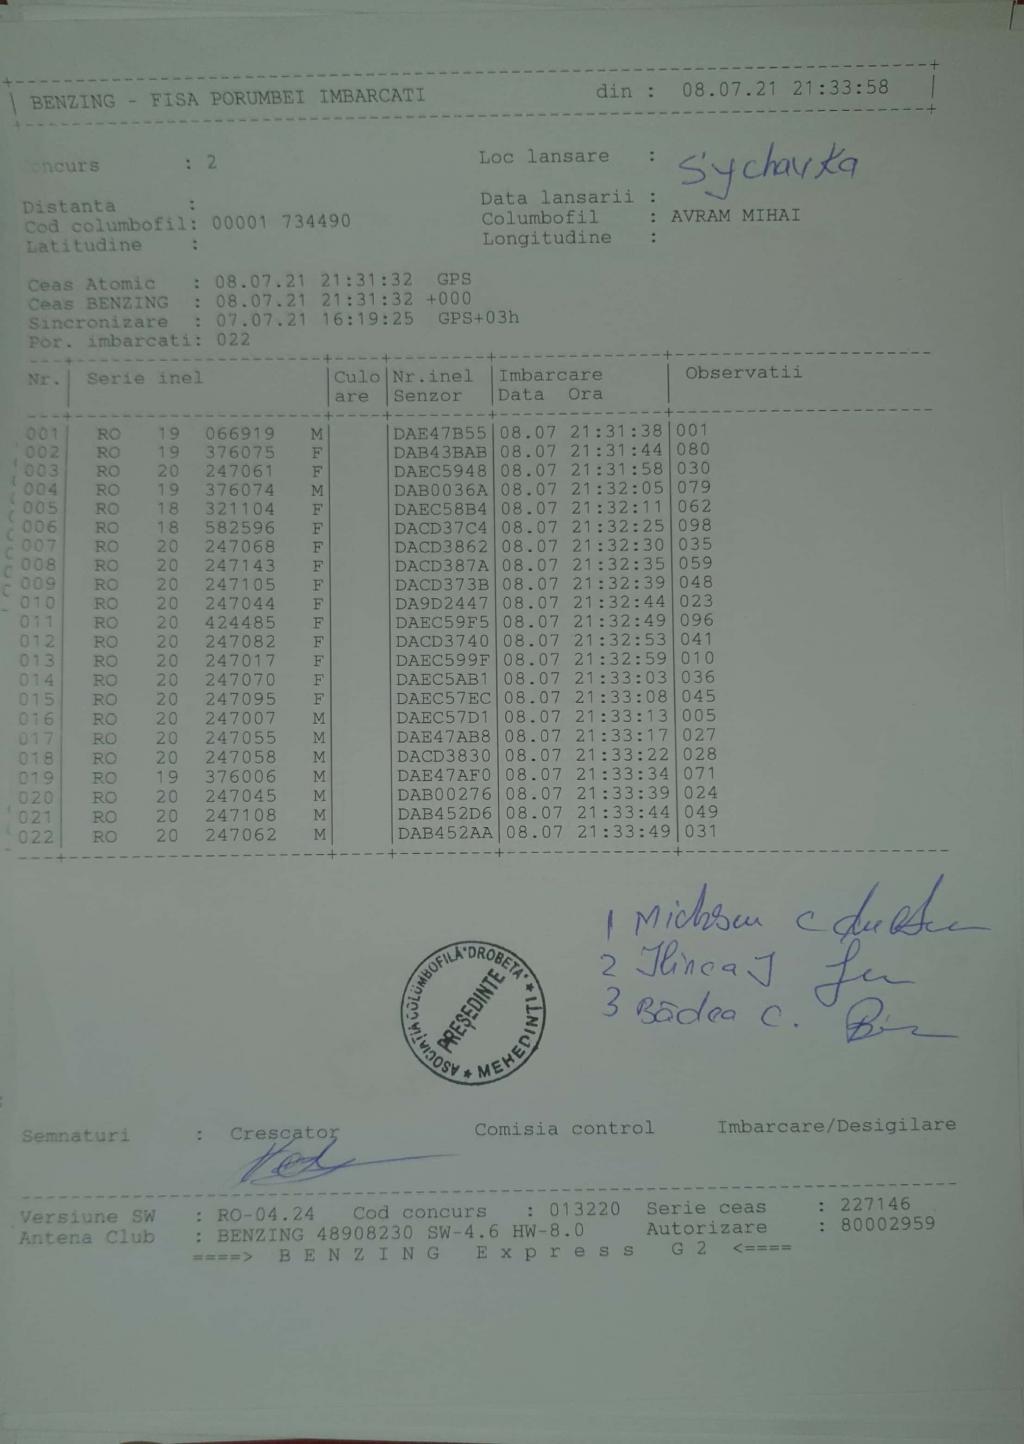 BENZING - FISA PORUMBEI IMBARCATI din : 08.07.21 21:33:58
oncurs : 2 Loc lansare : Sychavka
Distanta : Data lansarii :
Cod columbofil: 00001 734490 Columbofil : AVRAM MIHAI
Latitudine : Longitudine :
Ceas Atomic : 08.07.21 21:31:32 GPS
Ceas BENZING : 08.07.21 21:31:32 +000
Sincronizare : 07.07.21 16:19:25 GPS+03h
Por. imbarcati: 022
Nr. Serie inel Culo Nr.inel Imbarcare Observatii
are Senzor Data Ora
001 RO 19 066919 M DAE47B55 08.07 21:31:38 001
002 RO 19 376075 F DAB43BAB 08.07 21:31:44 080
003 RO 20 247061 F DAEC5948 08.07 21:31:58 030
004 RO 19 376074 M DAB0036A 08.07 21:32:05 079
005 RO 18 321104 F DAEC58B4 08.07 21:32:11 062
006 RO 18 582596 F DACD37C4 08.07 21:32:25 098
007 RO 20 247068 F DACD3862 08.07 21:32:30 035
008 RO 20 247143 F DACD387A 08.07 21:32:35 059
009 RO 20 247105 F DACD373B 08.07 21:32:39 048
010 RO 20 247044 F DA9D2447 08.07 21:32:44 023
011 RO 20 424485 F DAEC59F5 08.07 21:32:49 096
012 RO 20 247082 F DACD3740 08.07 21:32:53 041
013 RO 20 247017 F DAEC599F 08.07 21:32:59 010
014 RO 20 247070 F DAEC5AB1 08.07 21:33:03 036
015 RO 20 247095 F DAEC57EC 08.07 21:33:08 045
016 RO 20 247007 M DAEC57D1 08.07 21:33:13 005
017 RO 20 247055 M DAE47AB8 08.07 21:33:17 027
018 RO 20 247058 M DACD3830 08.07 21:33:22 028
019 RO 19 376006 M DAE47AF0 08.07 21:33:34 071
020 RO 20 247045 M DAB00276 08.07 21:33:39 024
021 RO 20 247108 M DAB452D6 08.07 21:33:44 049
022 RO 20 247062 M DAB452AA 08.07 21:33:49 031
1 C
2 Ilinca J
3 Bădea C.
ASOCIAȚIA COLUMBOFILĂ "DROBETA" * MEHEDINȚI *
PREȘEDINTE
Semnaturi : Crescator Comisia control Imbarcare/Desigilare
Versiune SW : RO-04.24 Cod concurs : 013220 Serie ceas : 227146
Antena Club : BENZING 48908230 SW-4.6 HW-8.0 Autorizare : 80002959
====> B E N Z I N G E x p r e s s G 2 <====